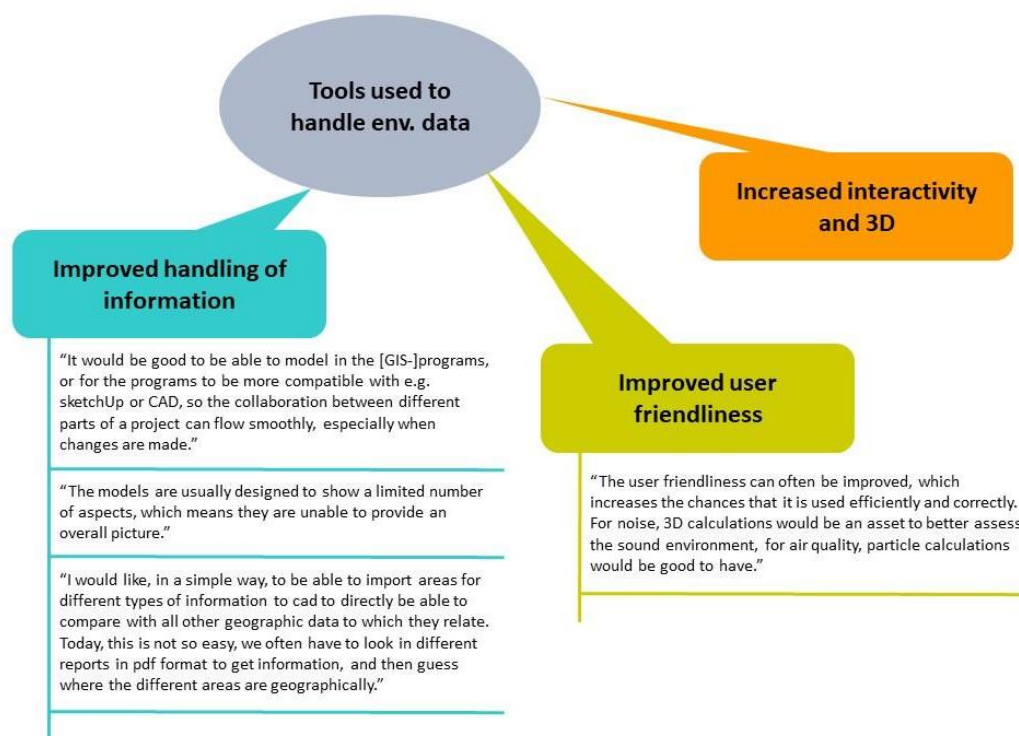 Tools used to
handle env. data
Increased interactivity
and 3D
Improved handling of
information
“It would be good to be able to model in the [GIS-]programs,
or for the programs to be more compatible with e.g.
sketchUp or CAD, so the collaboration between different
parts of a project can flow smoothly, especially when
changes are made.”
“The models are usually designed to show a limited number
of aspects, which means they are unable to provide an
overall picture.”
“I would like, in a simple way, to be able to import areas for
different types of information to cad to directly be able to
compare with all other geographic data to which they relate.
Today, this is not so easy, we often have to look in different
reports in pdf format to get information, and then guess
where the different areas are geographically.”
Improved user
friendliness
“The user friendliness can often be improved, which
increases the chances that it is used efficiently and correctly.
For noise, 3D calculations would be an asset to better assess
the sound environment, for air quality, particle calculations
would be good to have.”